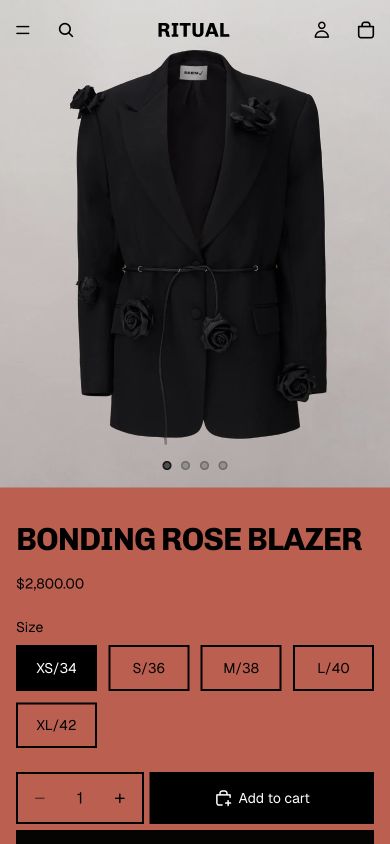 RITUAL
BONDING ROSE BLAZER
$2,800.00
Size
XS/34
S/36
M/38
L/40
XL/42
1
Add to cart